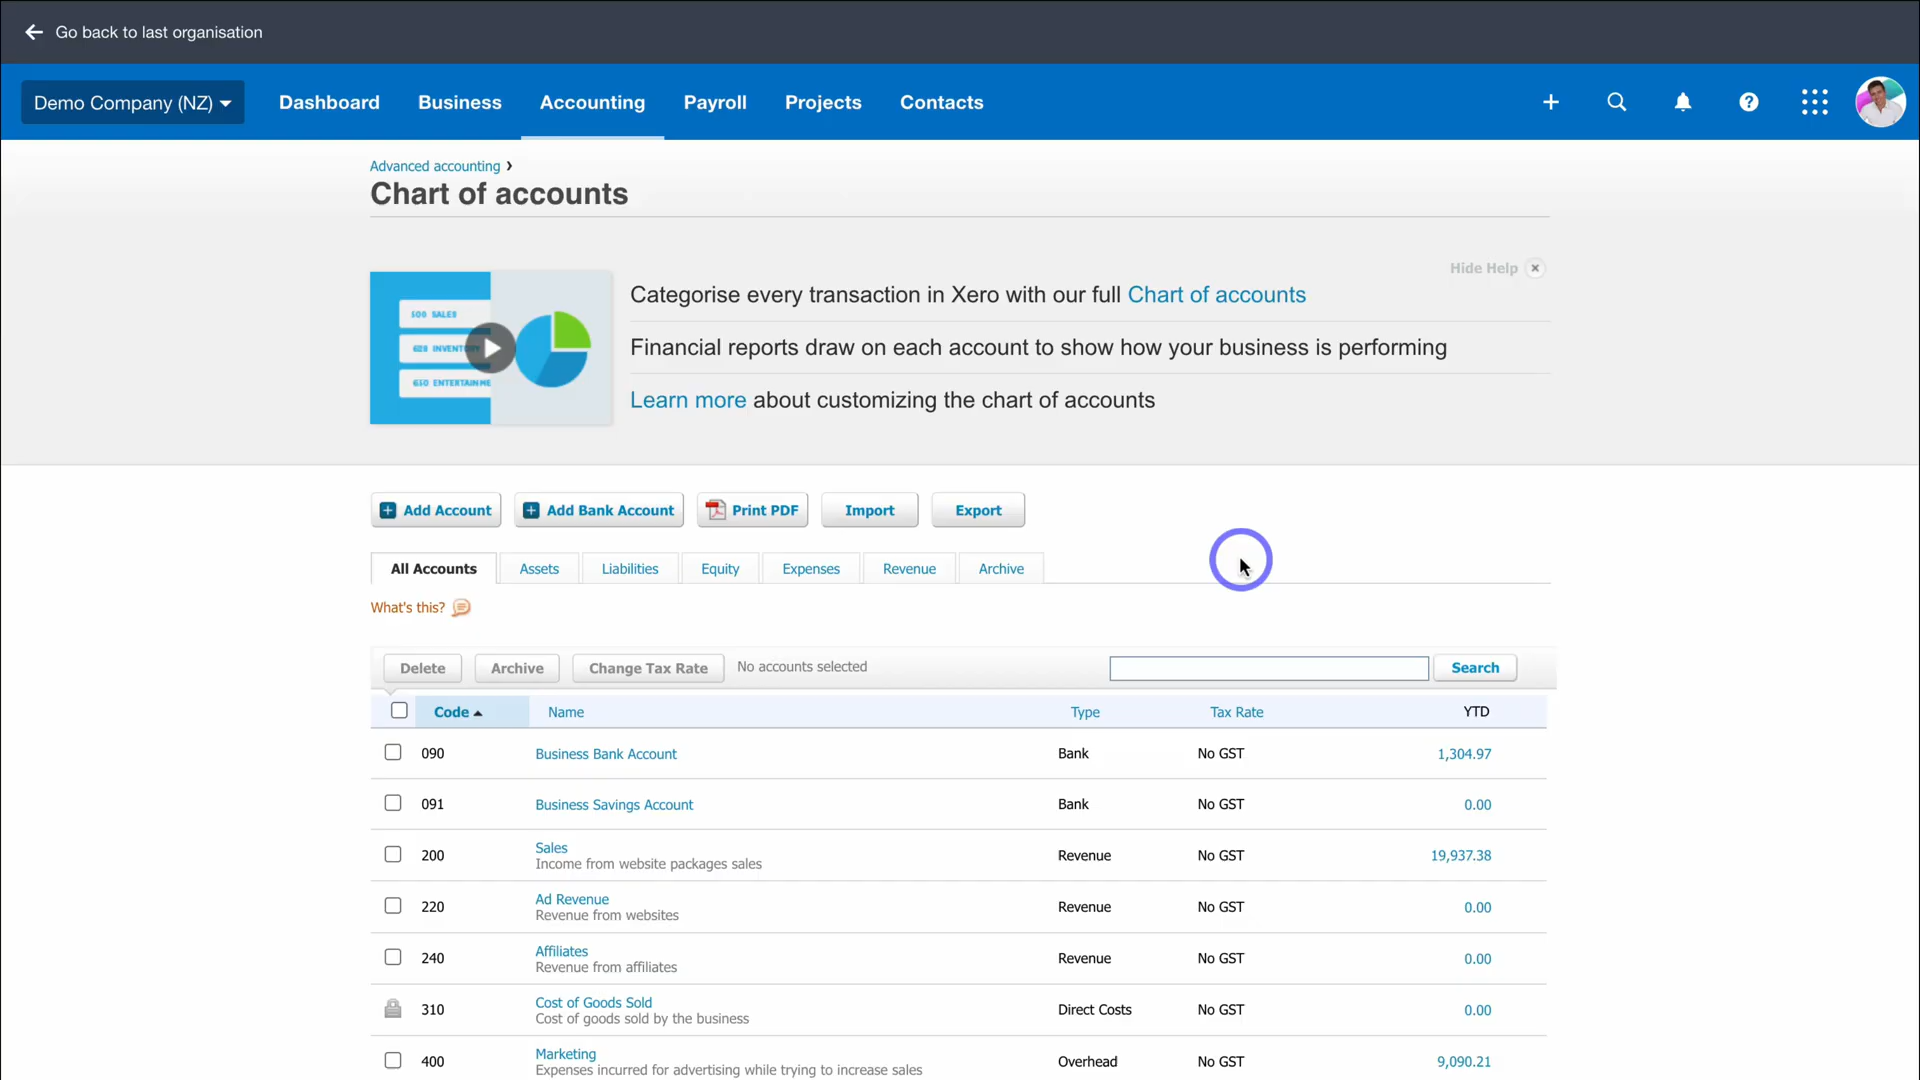 Go back to last organisation
Demo Company (NZ) Dashboard Business Accounting Payroll Projects Contacts
Advanced accounting ›
Chart of accounts
Hide Help
500 SALES
INVENTORY
ENTERTAINME
Categorise every transaction in Xero with our full Chart of accounts
Financial reports draw on each account to show how your business is performing
Learn more about customizing the chart of accounts
Add Account Add Bank Account Print PDF Import Export
All Accounts Assets Liabilities Equity Expenses Revenue Archive
What's this?
Delete Archive Change Tax Rate No accounts selected Search
Code Name Type Tax Rate YTD
090 Business Bank Account Bank No GST 1,304.97
091 Business Savings Account Bank No GST 0.00
200 Sales Revenue No GST 19,937.38
Income from website packages sales
220 Ad Revenue Revenue No GST 0.00
Revenue from websites
240 Affiliates Revenue No GST 0.00
Revenue from affiliates
310 Cost of Goods Sold Direct Costs No GST 0.00
Cost of goods sold by the business
400 Marketing Overhead No GST 9,090.21
Expenses incurred for advertising while trying to increase sales